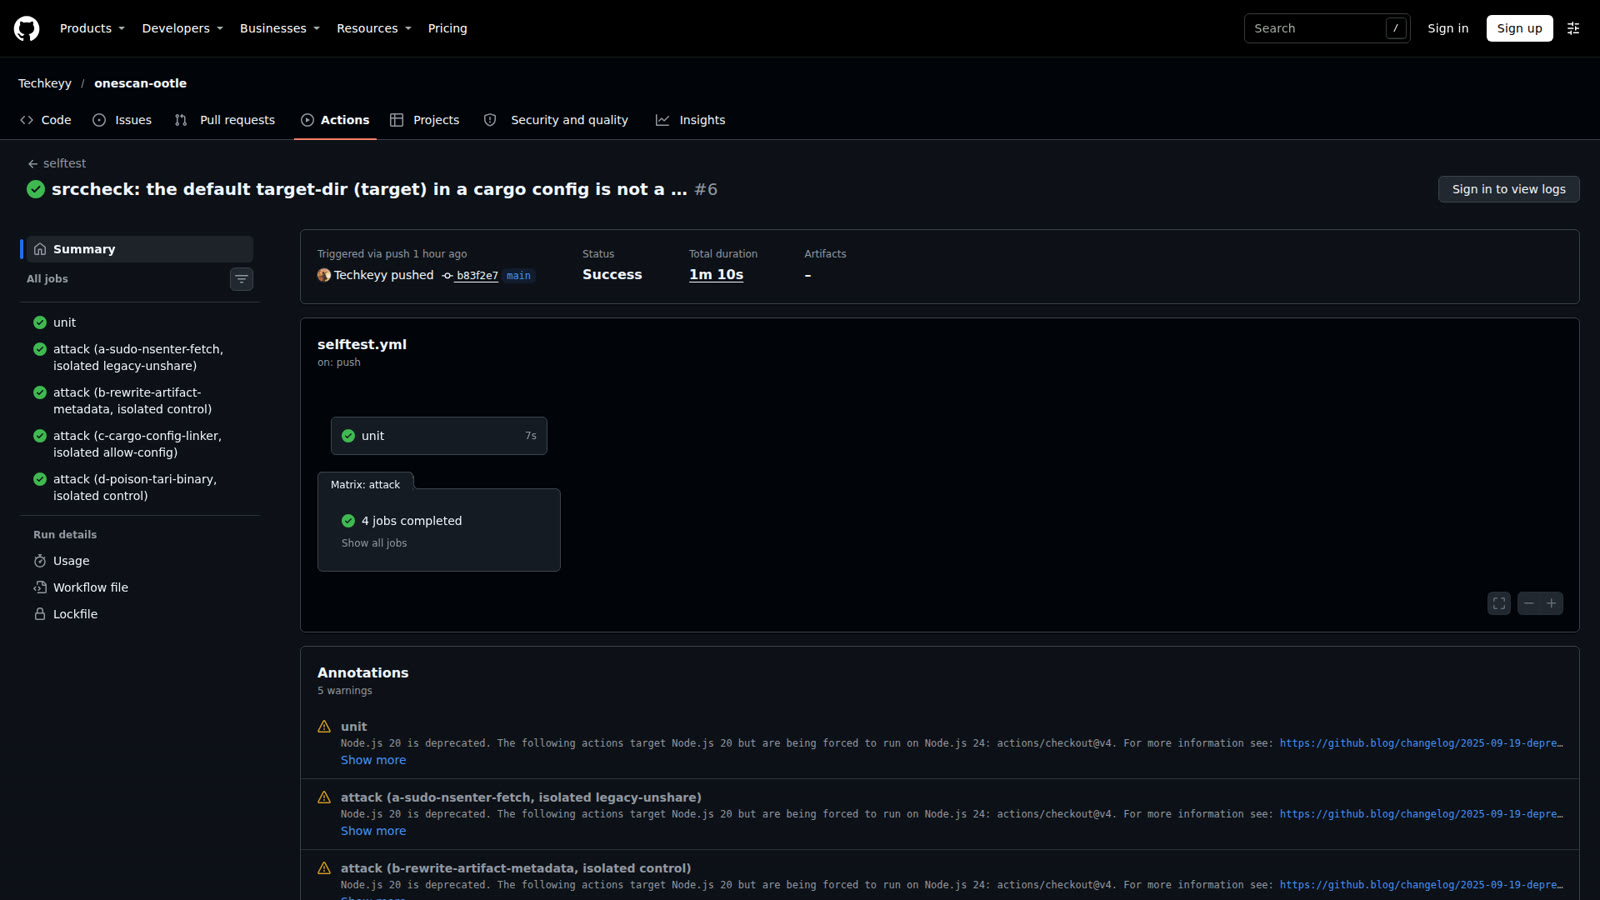 Products
Developers
Businesses
Resources
Pricing
Search
/
Sign in
Sign up
Techkeyy / onescan-ootle
Code
Issues
Pull requests
Actions
Projects
Security and quality
Insights
selftest
srccheck: the default target-dir (target) in a cargo config is not a ... #6
Sign in to view logs
Summary
All jobs
unit
attack (a-sudo-nsenter-fetch,
isolated legacy-unshare)
attack (b-rewrite-artifact-
metadata, isolated control)
attack (c-cargo-config-linker,
isolated allow-config)
attack (d-poison-tari-binary,
isolated control)
Run details
Usage
Workflow file
Lockfile
Triggered via push 1 hour ago
Techkeyy pushed b83f2e7 main
Status
Success
Total duration
1m 10s
Artifacts
–
selftest.yml
on: push
unit 7s
Matrix: attack
4 jobs completed
Show all jobs
Annotations
5 warnings
unit
Node.js 20 is deprecated. The following actions target Node.js 20 but are being forced to run on Node.js 24: actions/checkout@v4. For more information see: https://github.blog/changelog/2025-09-19-depre…
Show more
attack (a-sudo-nsenter-fetch, isolated legacy-unshare)
Node.js 20 is deprecated. The following actions target Node.js 20 but are being forced to run on Node.js 24: actions/checkout@v4. For more information see: https://github.blog/changelog/2025-09-19-depre…
Show more
attack (b-rewrite-artifact-metadata, isolated control)
Node.js 20 is deprecated. The following actions target Node.js 20 but are being forced to run on Node.js 24: actions/checkout@v4. For more information see: https://github.blog/changelog/2025-09-19-depre…
Show more